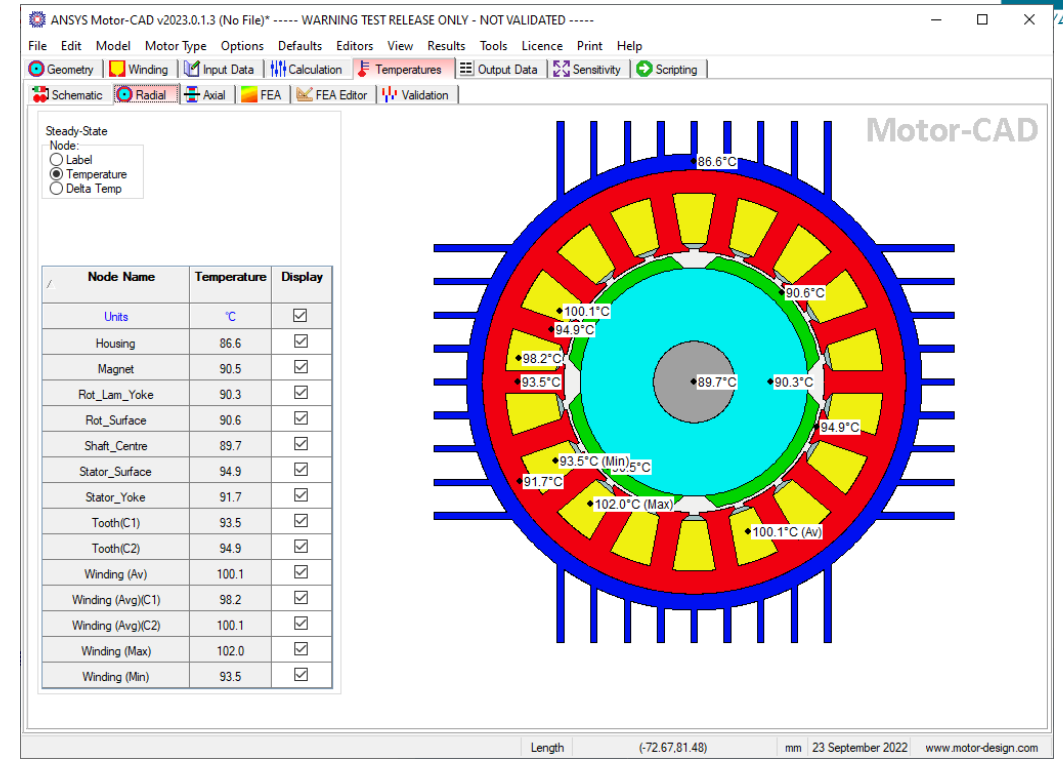 ANSYS Motor-CAD v2023.0.1.3 (No File)* ----- WARNING TEST RELEASE ONLY - NOT VALIDATED -----
File Edit Model Motor Type Options Defaults Editors View Results Tools Licence Print Help
Geometry Winding Input Data Calculation Temperatures Output Data Sensitivity Scripting
Schematic Radial Axial FEA FEA Editor Validation
Steady-State
Node:
Label
Temperature
Delta Temp
Motor-CAD
Node Name Temperature Display
Units °C
Housing 86.6
Magnet 90.5
Rot_Lam_Yoke 90.3
Rot_Surface 90.6
Shaft_Centre 89.7
Stator_Surface 94.9
Stator_Yoke 91.7
Tooth(C1) 93.5
Tooth(C2) 94.9
Winding (Av) 100.1
Winding (Avg)(C1) 98.2
Winding (Avg)(C2) 100.1
Winding (Max) 102.0
Winding (Min) 93.5
86.6°C
90.6°C
100.1°C
94.9°C
98.2°C
93.5°C
89.7°C
90.3°C
94.9°C
93.5°C (Min)
91.7°C
102.0°C (Max)
100.1°C (Av)
Length (-72.67,81.48) mm 23 September 2022 www.motor-design.com